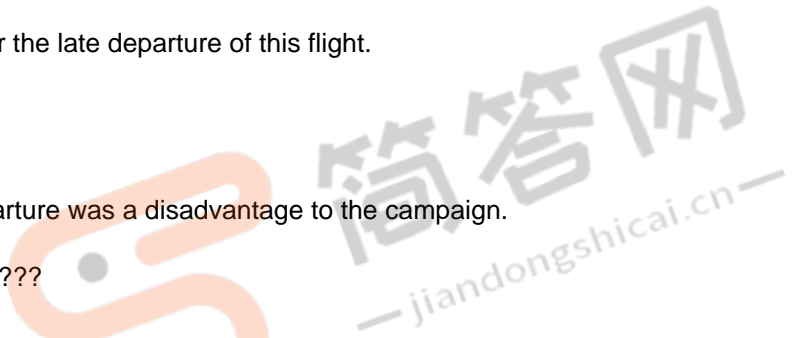 r the late departure of this flight.
arture was a disadvantage to the campaign.
???
简答网
jiandongshicai.cn